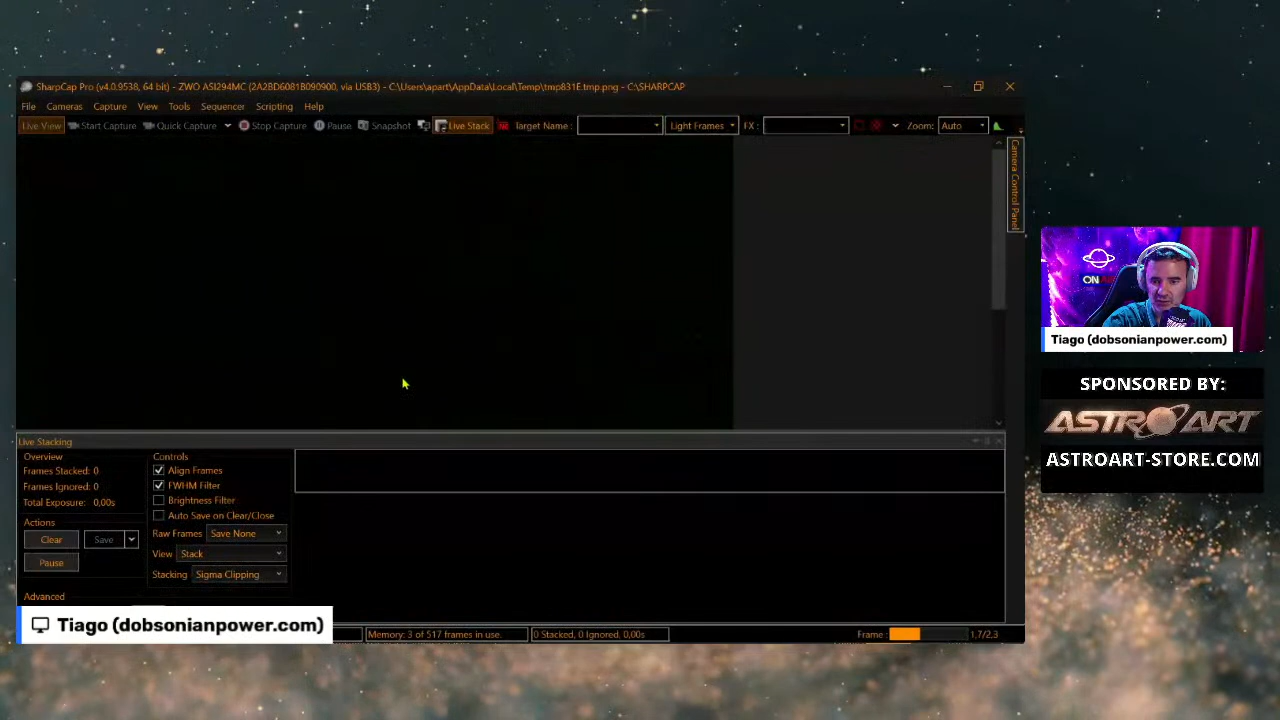 SharpCap Pro (v4.0.9538, 64 bit) - ZWO ASI294MC (2A2BD6081B090900, via USB3) - C:\Users\apart\AppData\Local\Temp\tmp831E.tmp.png - C:\SHARPCAP
File Cameras Capture View Tools Sequencer Scripting Help
Live View Start Capture Quick Capture Stop Capture Pause Snapshot Live Stack Target Name: Light Frames FX: Zoom: Auto
Camera Control Panel
ON
Tiago (dobsonianpower.com)
SPONSORED BY:
ASTROART
ASTROART-STORE.COM
Live Stacking
Overview
Frames Stacked: 0
Frames Ignored: 0
Total Exposure: 0,00s
Actions
Clear Save
Pause
Advanced
Controls
Align Frames
FWHM Filter
Brightness Filter
Auto Save on Clear/Close
Raw Frames Save None
View Stack
Stacking Sigma Clipping
Tiago (dobsonianpower.com)
Memory: 3 of 517 frames in use. 0 Stacked, 0 Ignored, 0,00s Frame: 1,7/2,3